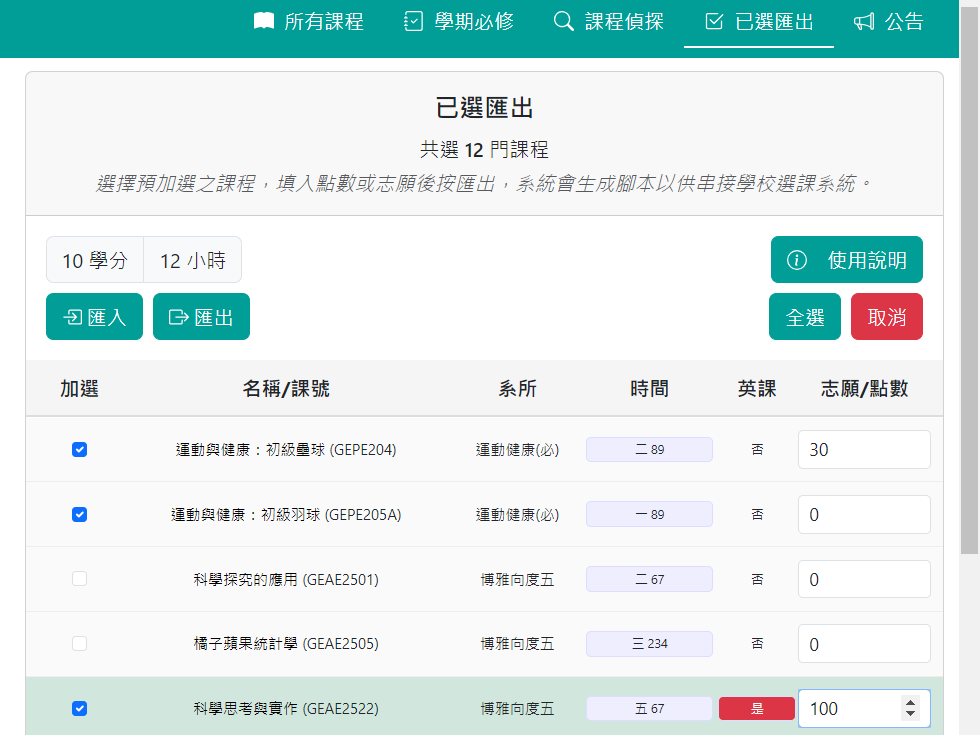 所有課程 學期必修 課程偵探 已選匯出 公告
已選匯出
共選 12 門課程
選擇預加選之課程，填入點數或志願後按匯出，系統會生成腳本以供串接學校選課系統。
10 學分 12 小時 使用說明
匯入 匯出 全選 取消
加選 名稱/課號 系所 時間 英課 志願/點數
運動與健康：初級壘球 (GEPE204) 運動健康(必) 二 89 否 30
運動與健康：初級羽球 (GEPE205A) 運動健康(必) 一 89 否 0
科學探究的應用 (GEAE2501) 博雅向度五 二 67 否 0
橘子蘋果統計學 (GEAE2505) 博雅向度五 三 234 否 0
科學思考與實作 (GEAE2522) 博雅向度五 五 67 是 100